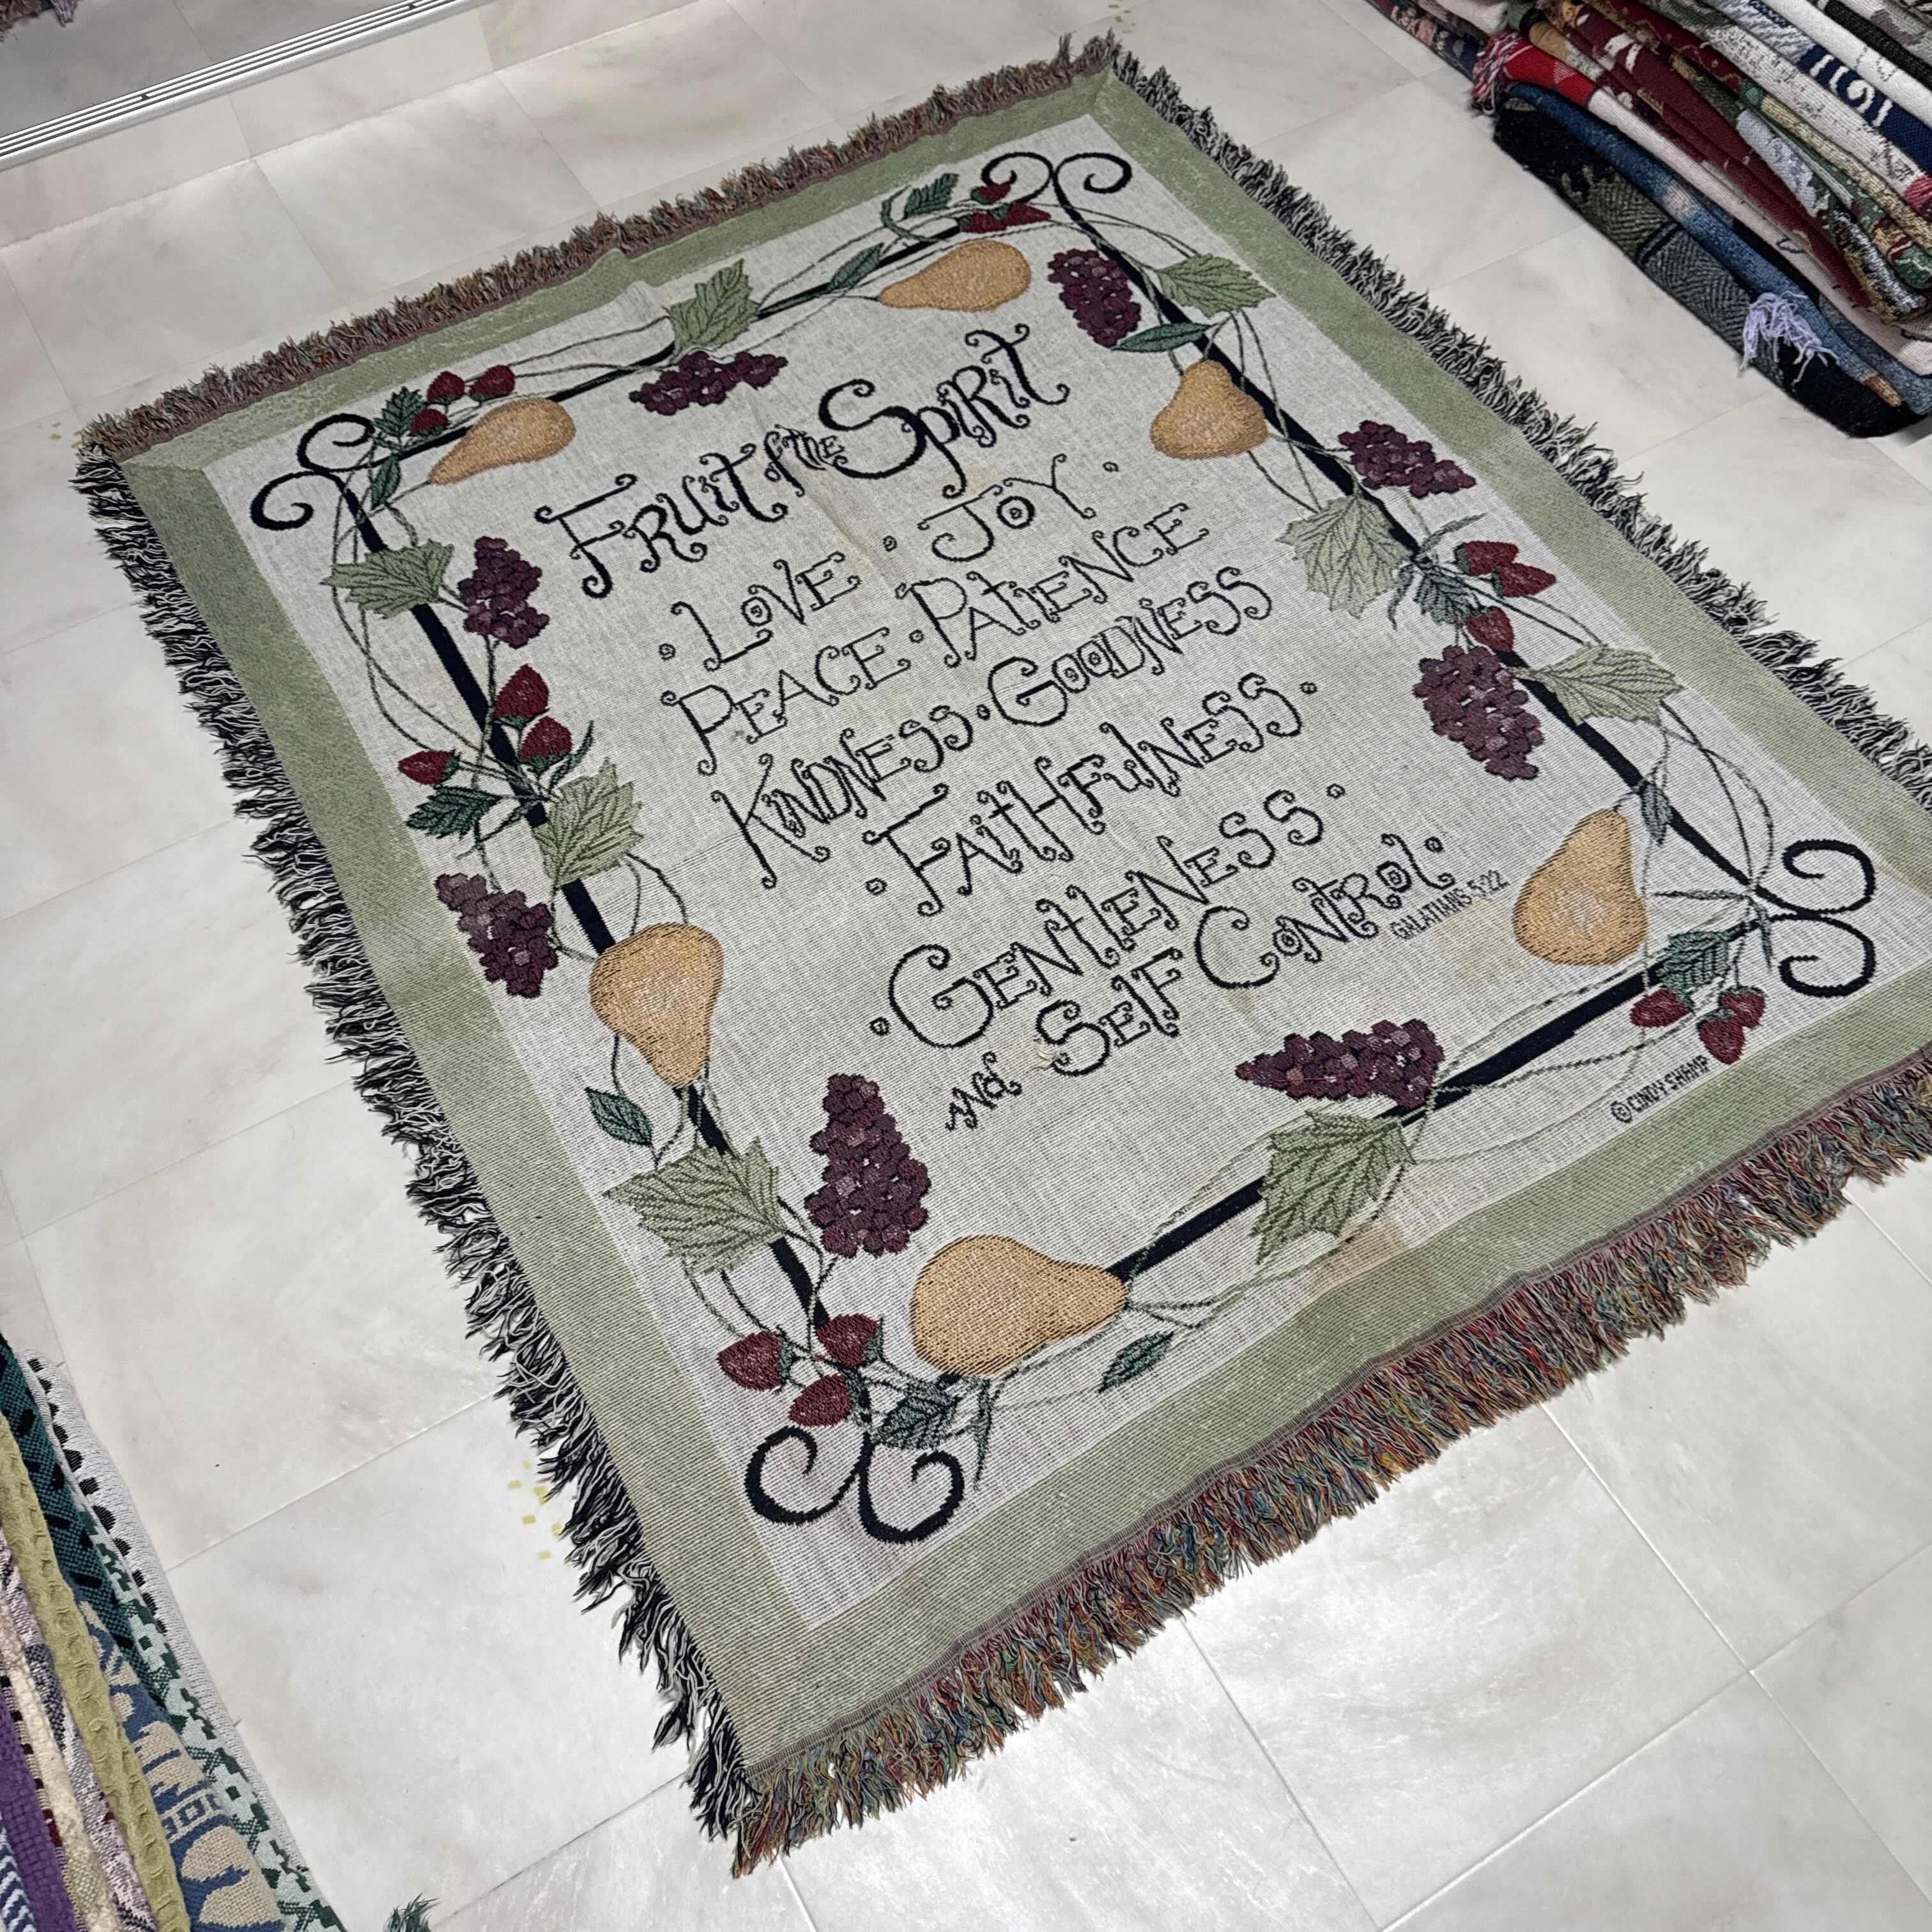 Fruit of the Spirit
· Love · Joy ·
Peace · Patience
Kindness · Goodness
· Faithfulness ·
· Gentleness ·
and Self Control ·
GALATIANS 5:22
© CINDY SHAMP